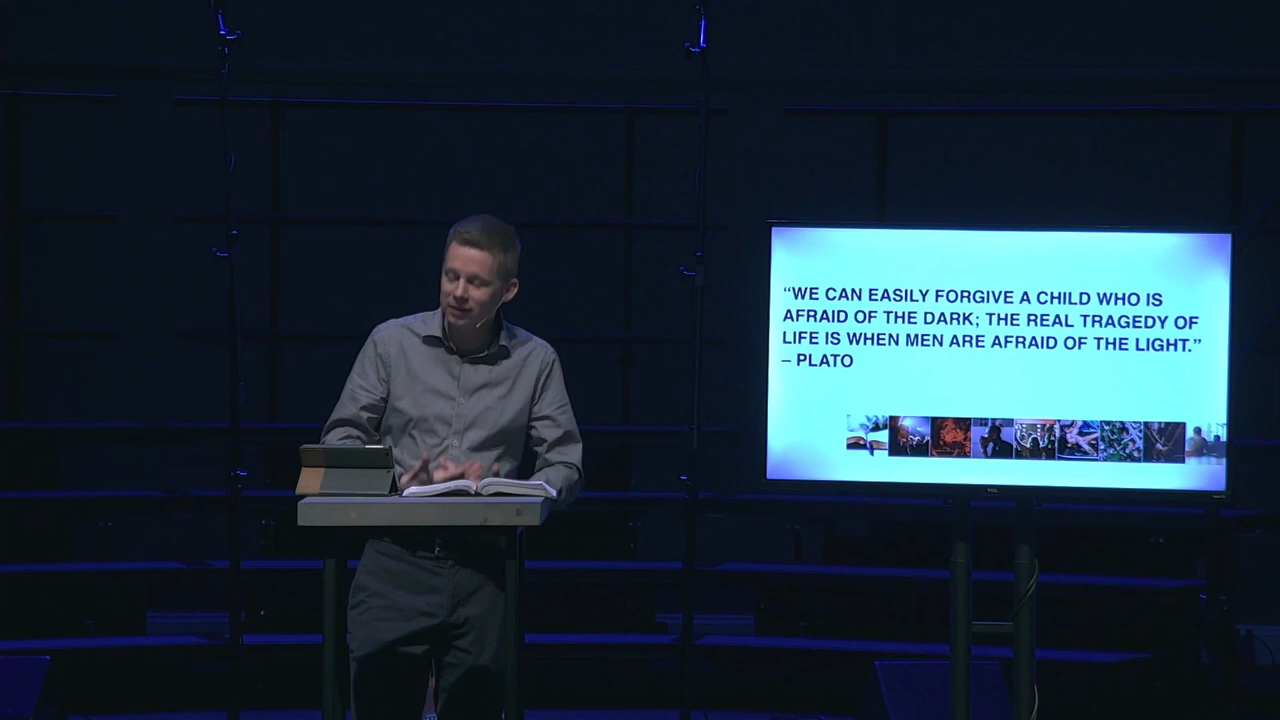 “WE CAN EASILY FORGIVE A CHILD WHO IS
AFRAID OF THE DARK; THE REAL TRAGEDY OF
LIFE IS WHEN MEN ARE AFRAID OF THE LIGHT.”
– PLATO
TCL